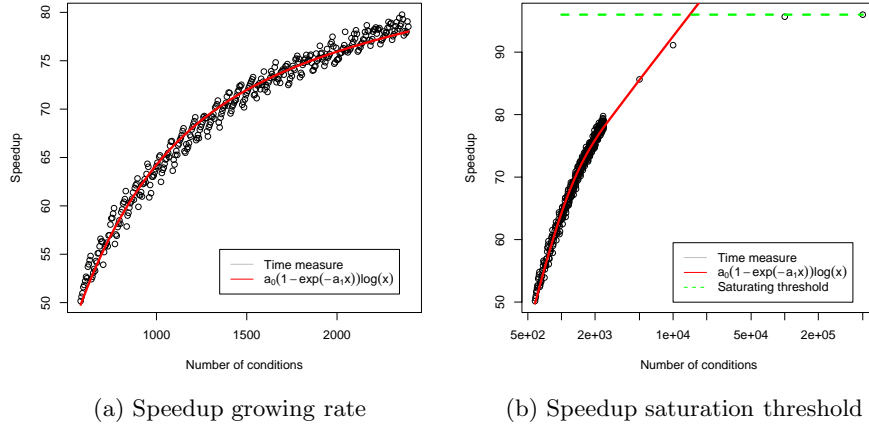 80
75
70
65
60
55
50
Speedup
Time measure
a₀(1−exp(−a₁x))log(x)
1000 1500 2000
Number of conditions
(a) Speedup growing rate
90
80
70
60
50
Speedup
Time measure
a₀(1−exp(−a₁x))log(x)
Saturating threshold
5e+02 2e+03 1e+04 5e+04 2e+05
Number of conditions
(b) Speedup saturation threshold